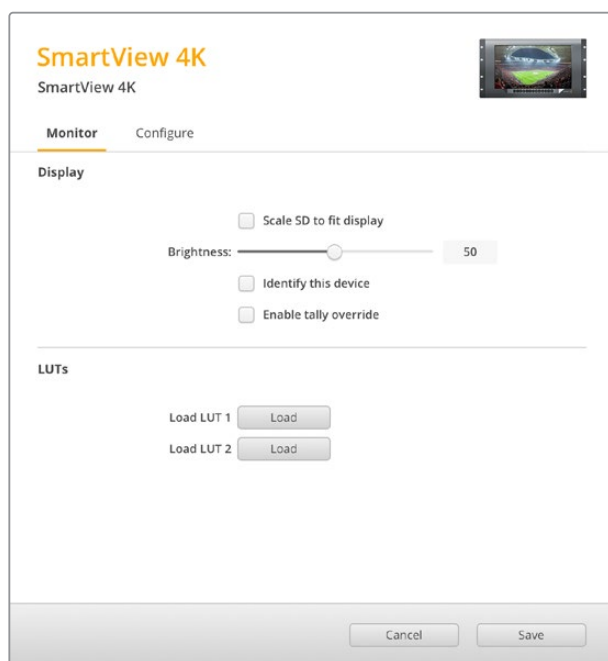 SmartView 4K
SmartView 4K
Monitor Configure
Display
Scale SD to fit display
Brightness: 50
Identify this device
Enable tally override
LUTs
Load LUT 1 Load
Load LUT 2 Load
Cancel Save